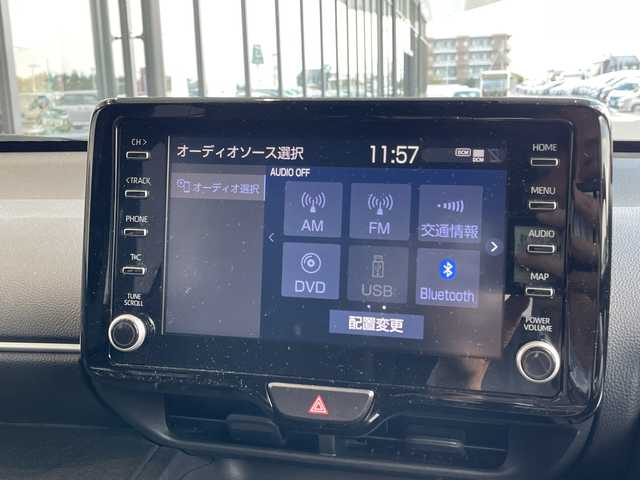 CH>
<TRACK
PHONE
TUNE
SCROLL
オーディオソース選択
11:57
DCM
AUDIO OFF
オーディオ選択
AM
FM
交通情報
DVD
USB
Bluetooth
配置変更
HOME
MENU
AUDIO
MAP
POWER
VOLUME